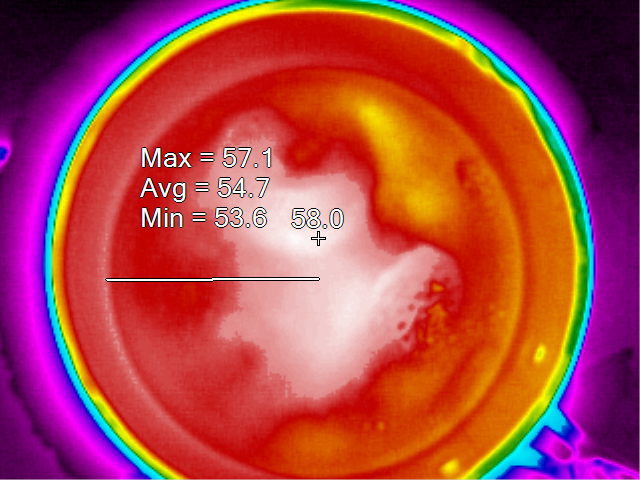 Max = 57.1
Avg = 54.7
Min = 53.6 58.0